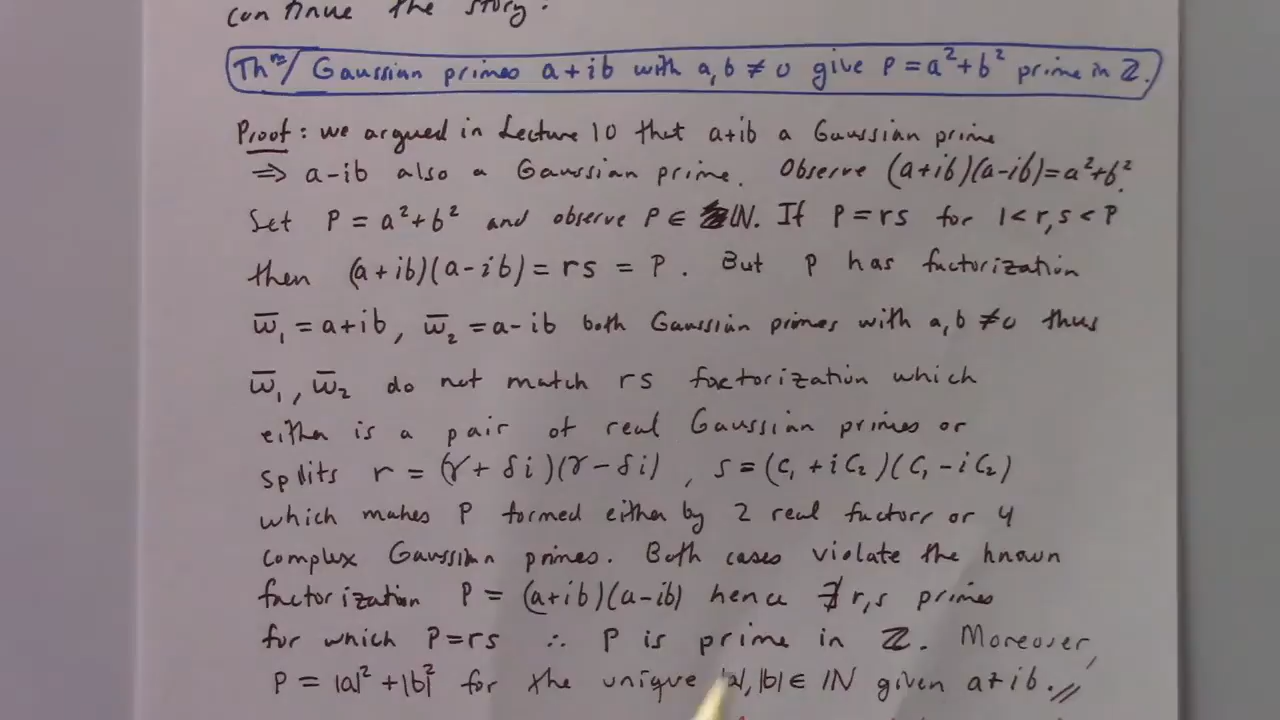 continue the story:
Thm/ Gaussian primes a+ib with a,b ≠ 0 give p = a²+b² prime in ℤ.
Proof: we argued in Lecture 10 that a+ib a Gaussian prime
⇒ a-ib also a Gaussian prime. Observe (a+ib)(a-ib)=a²+b².
Set p = a²+b² and observe p ∈ ℕ. If p=rs for 1<r,s<p
then (a+ib)(a-ib) = rs = p. But p has factorization
ϖ₁ = a+ib, ϖ₂ = a-ib both Gaussian primes with a,b ≠ 0 thus
ϖ₁, ϖ₂ do not match rs factorization which
either is a pair of real Gaussian primes or
splits r = (γ+δi)(γ-δi), s = (c₁+ic₂)(c₁-ic₂)
which makes p formed either by 2 real factors or 4
complex Gaussian primes. Both cases violate the known
factorization p = (a+ib)(a-ib) hence ∄ r,s primes
for which p=rs ∴ p is prime in ℤ. Moreover,
p = |a|²+|b|² for the unique |a|,|b| ∈ ℕ given a+ib.//